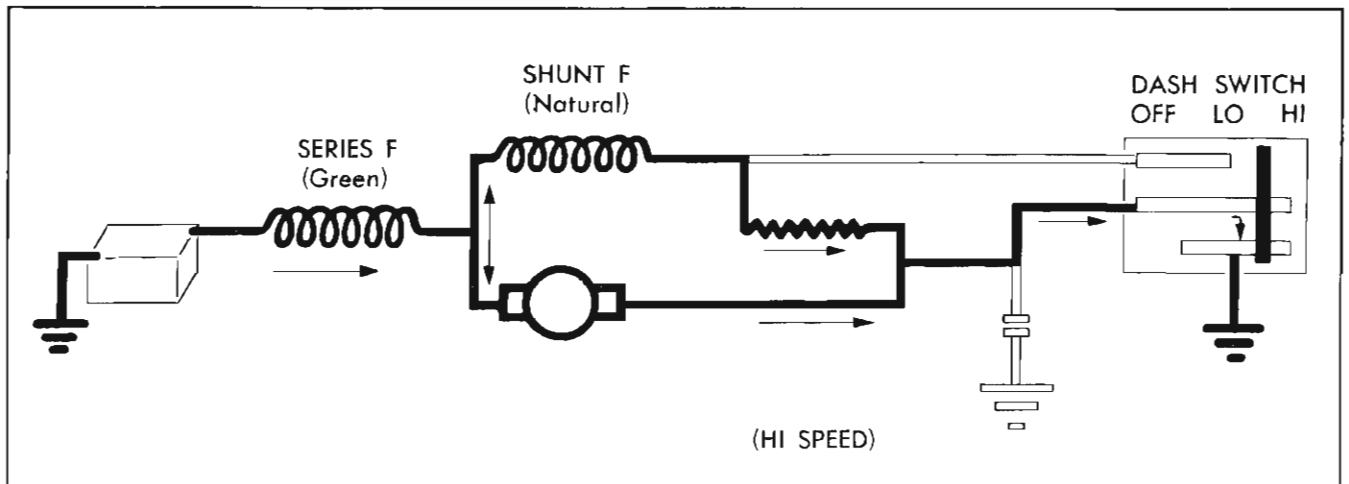 SHUNT F
(Natural)
SERIES F
(Green)
DASH SWITCH
OFF LO HI
(HI SPEED)